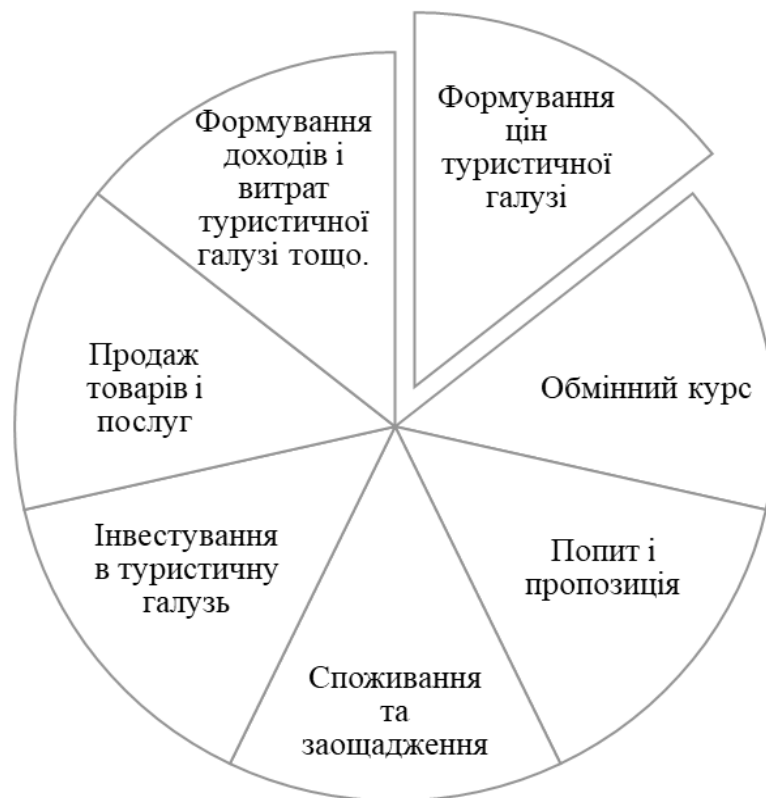 Формування
цін
туристичної
галузі
Обмінний курс
Попит і
пропозиція
Споживання
та
заощадження
Інвестування
в туристичну
галузь
Продаж
товарів і
послуг
Формування
доходів і
витрат
туристичної
галузі тощо.